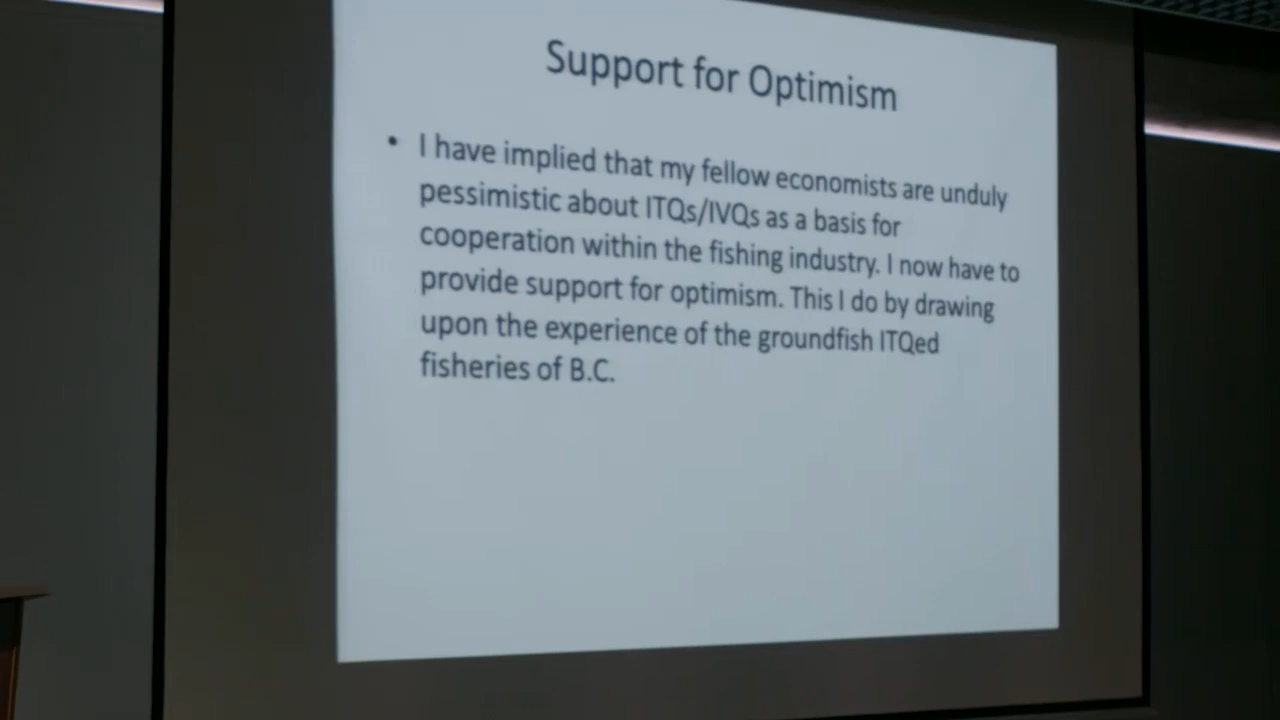 Support for Optimism
• I have implied that my fellow economists are unduly
pessimistic about ITQs/IVQs as a basis for
cooperation within the fishing industry. I now have to
provide support for optimism. This I do by drawing
upon the experience of the groundfish ITQed
fisheries of B.C.